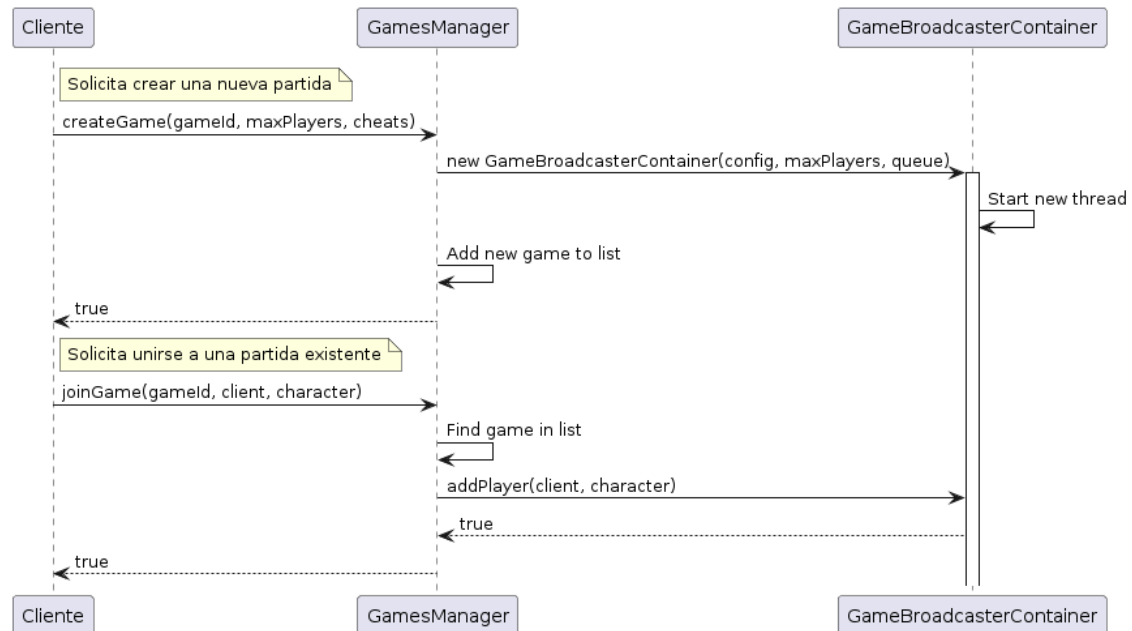 Cliente
GamesManager
GameBroadcasterContainer
Solicita crear una nueva partida
createGame(gameId, maxPlayers, cheats)
new GameBroadcasterContainer(config, maxPlayers, queue)
Start new thread
Add new game to list
true
Solicita unirse a una partida existente
joinGame(gameId, client, character)
Find game in list
addPlayer(client, character)
true
true
Cliente
GamesManager
GameBroadcasterContainer